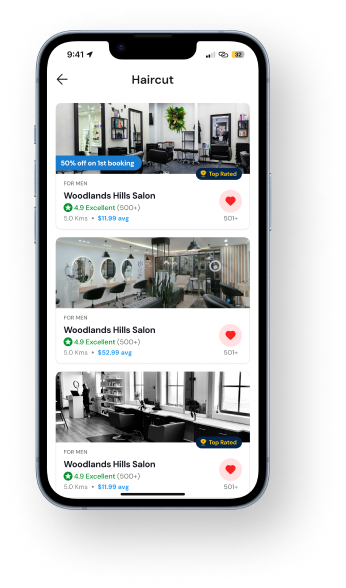 9:41
32
Haircut
50% off on 1st booking
Top Rated
FOR MEN
Woodlands Hills Salon
4.9 Excellent (500+)
5.0 Kms • $11.99 avg
501+
FOR MEN
Woodlands Hills Salon
4.9 Excellent (500+)
5.0 Kms • $52.99 avg
501+
Top Rated
FOR MEN
Woodlands Hills Salon
4.9 Excellent (500+)
5.0 Kms • $11.99 avg
501+